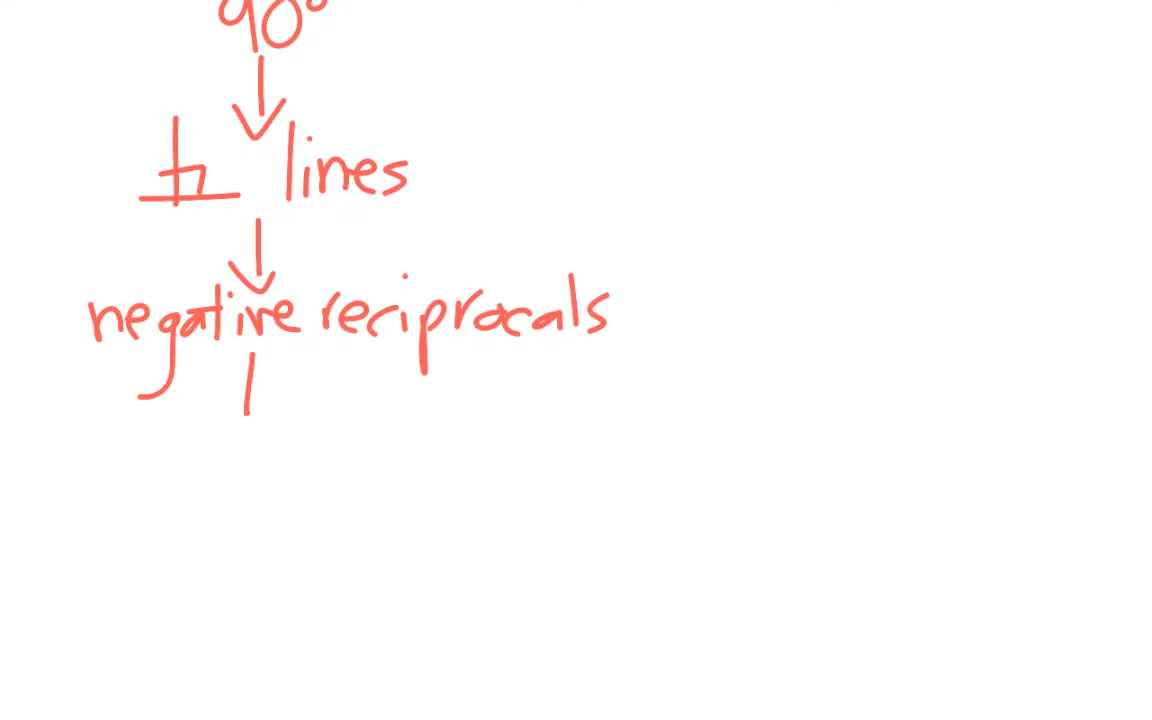 90°
⊥ lines
negative reciprocals